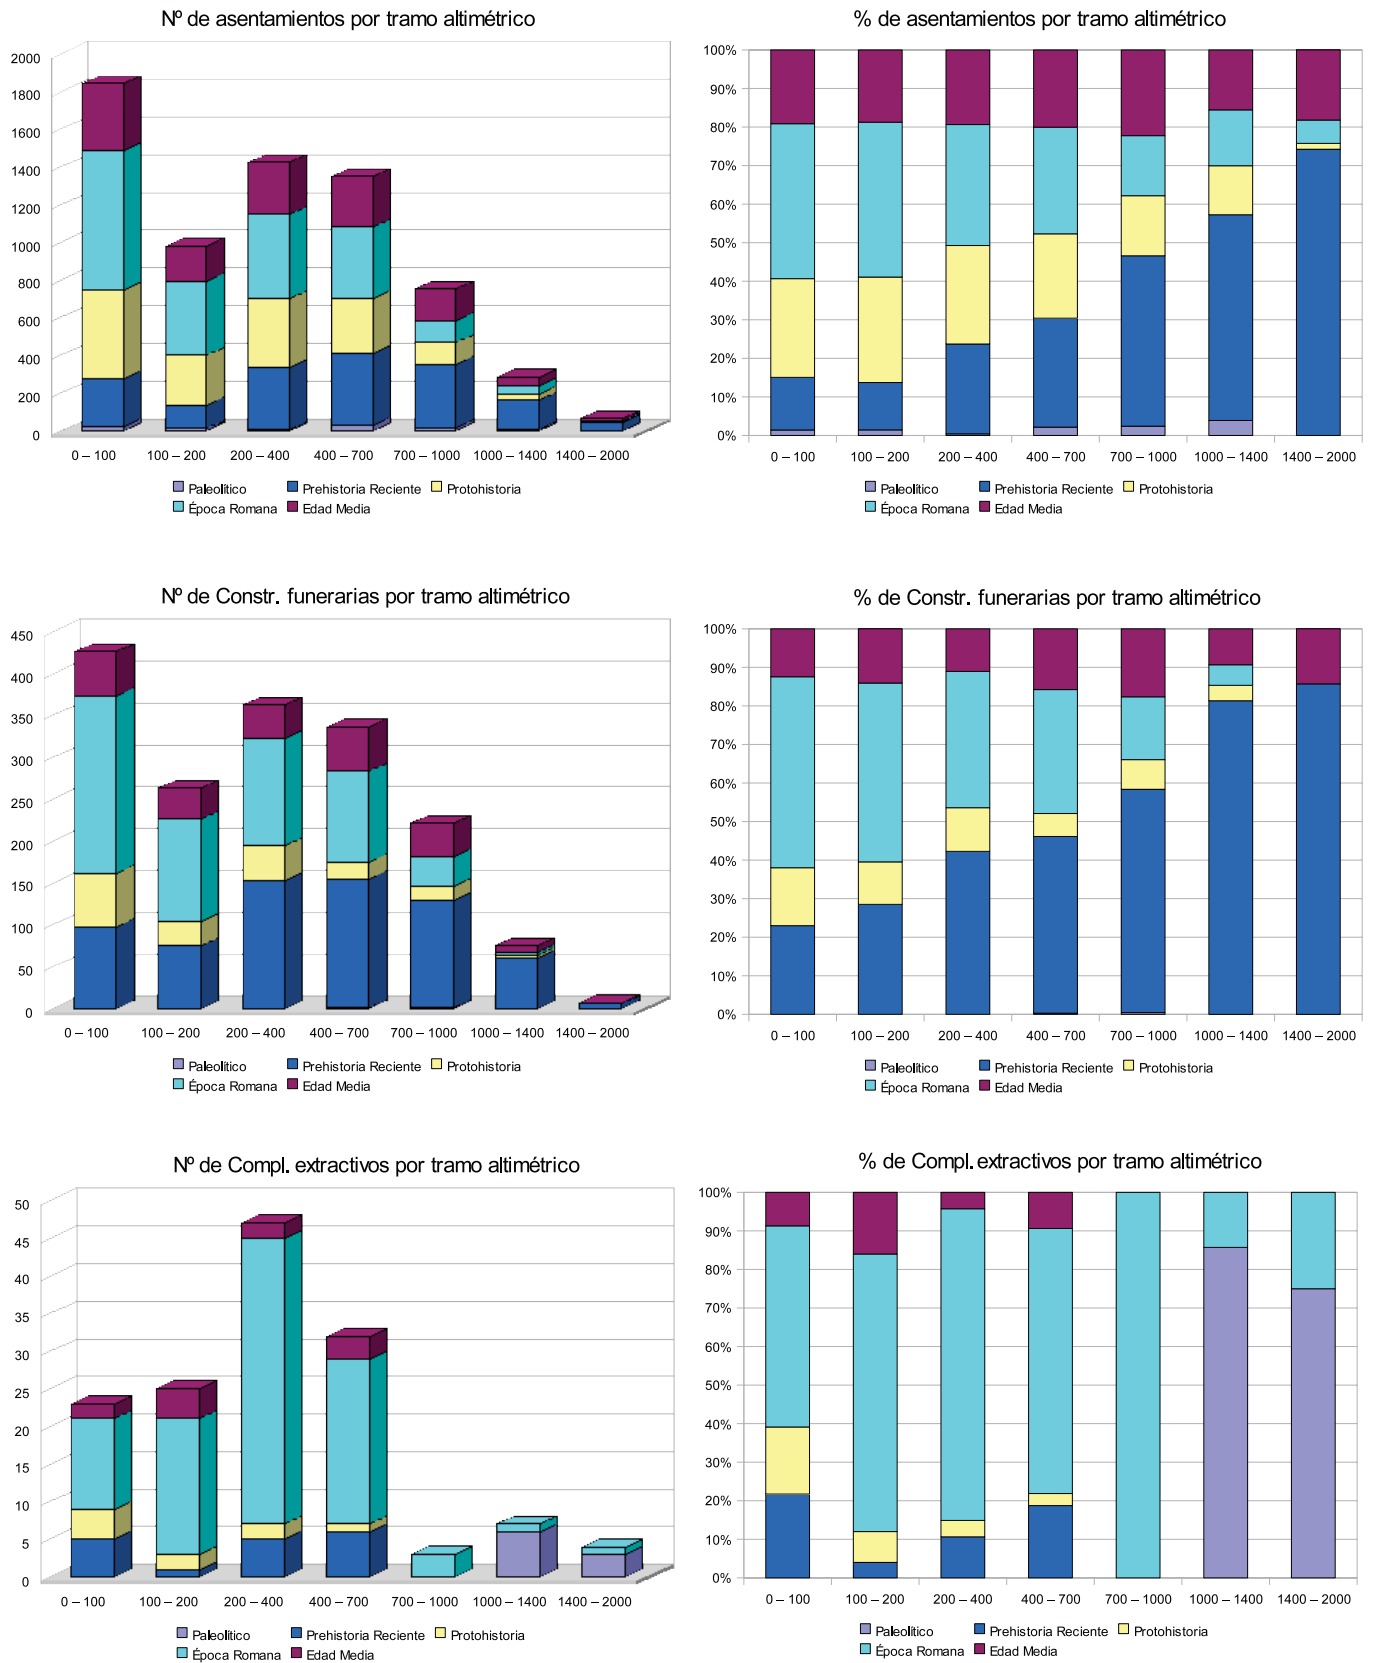 Nº de asentamientos por tramo altimétrico
2000
1800
1600
1400
1200
1000
800
600
400
200
0
0 – 100 100 – 200 200 – 400 400 – 700 700 – 1000 1000 – 1400 1400 – 2000
Paleolítico Prehistoria Reciente Protohistoria
Época Romana Edad Media
% de asentamientos por tramo altimétrico
100%
90%
80%
70%
60%
50%
40%
30%
20%
10%
0%
0 – 100 100 – 200 200 – 400 400 – 700 700 – 1000 1000 – 1400 1400 – 2000
Paleolítico Prehistoria Reciente Protohistoria
Época Romana Edad Media
Nº de Constr. funerarias por tramo altimétrico
450
400
350
300
250
200
150
100
50
0
0 – 100 100 – 200 200 – 400 400 – 700 700 – 1000 1000 – 1400 1400 – 2000
Paleolítico Prehistoria Reciente Protohistoria
Época Romana Edad Media
% de Constr. funerarias por tramo altimétrico
100%
90%
80%
70%
60%
50%
40%
30%
20%
10%
0%
0 – 100 100 – 200 200 – 400 400 – 700 700 – 1000 1000 – 1400 1400 – 2000
Paleolítico Prehistoria Reciente Protohistoria
Época Romana Edad Media
Nº de Compl. extractivos por tramo altimétrico
50
45
40
35
30
25
20
15
10
5
0
0 – 100 100 – 200 200 – 400 400 – 700 700 – 1000 1000 – 1400 1400 – 2000
Paleolítico Prehistoria Reciente Protohistoria
Época Romana Edad Media
% de Compl. extractivos por tramo altimétrico
100%
90%
80%
70%
60%
50%
40%
30%
20%
10%
0%
0 – 100 100 – 200 200 – 400 400 – 700 700 – 1000 1000 – 1400 1400 – 2000
Paleolítico Prehistoria Reciente Protohistoria
Época Romana Edad Media